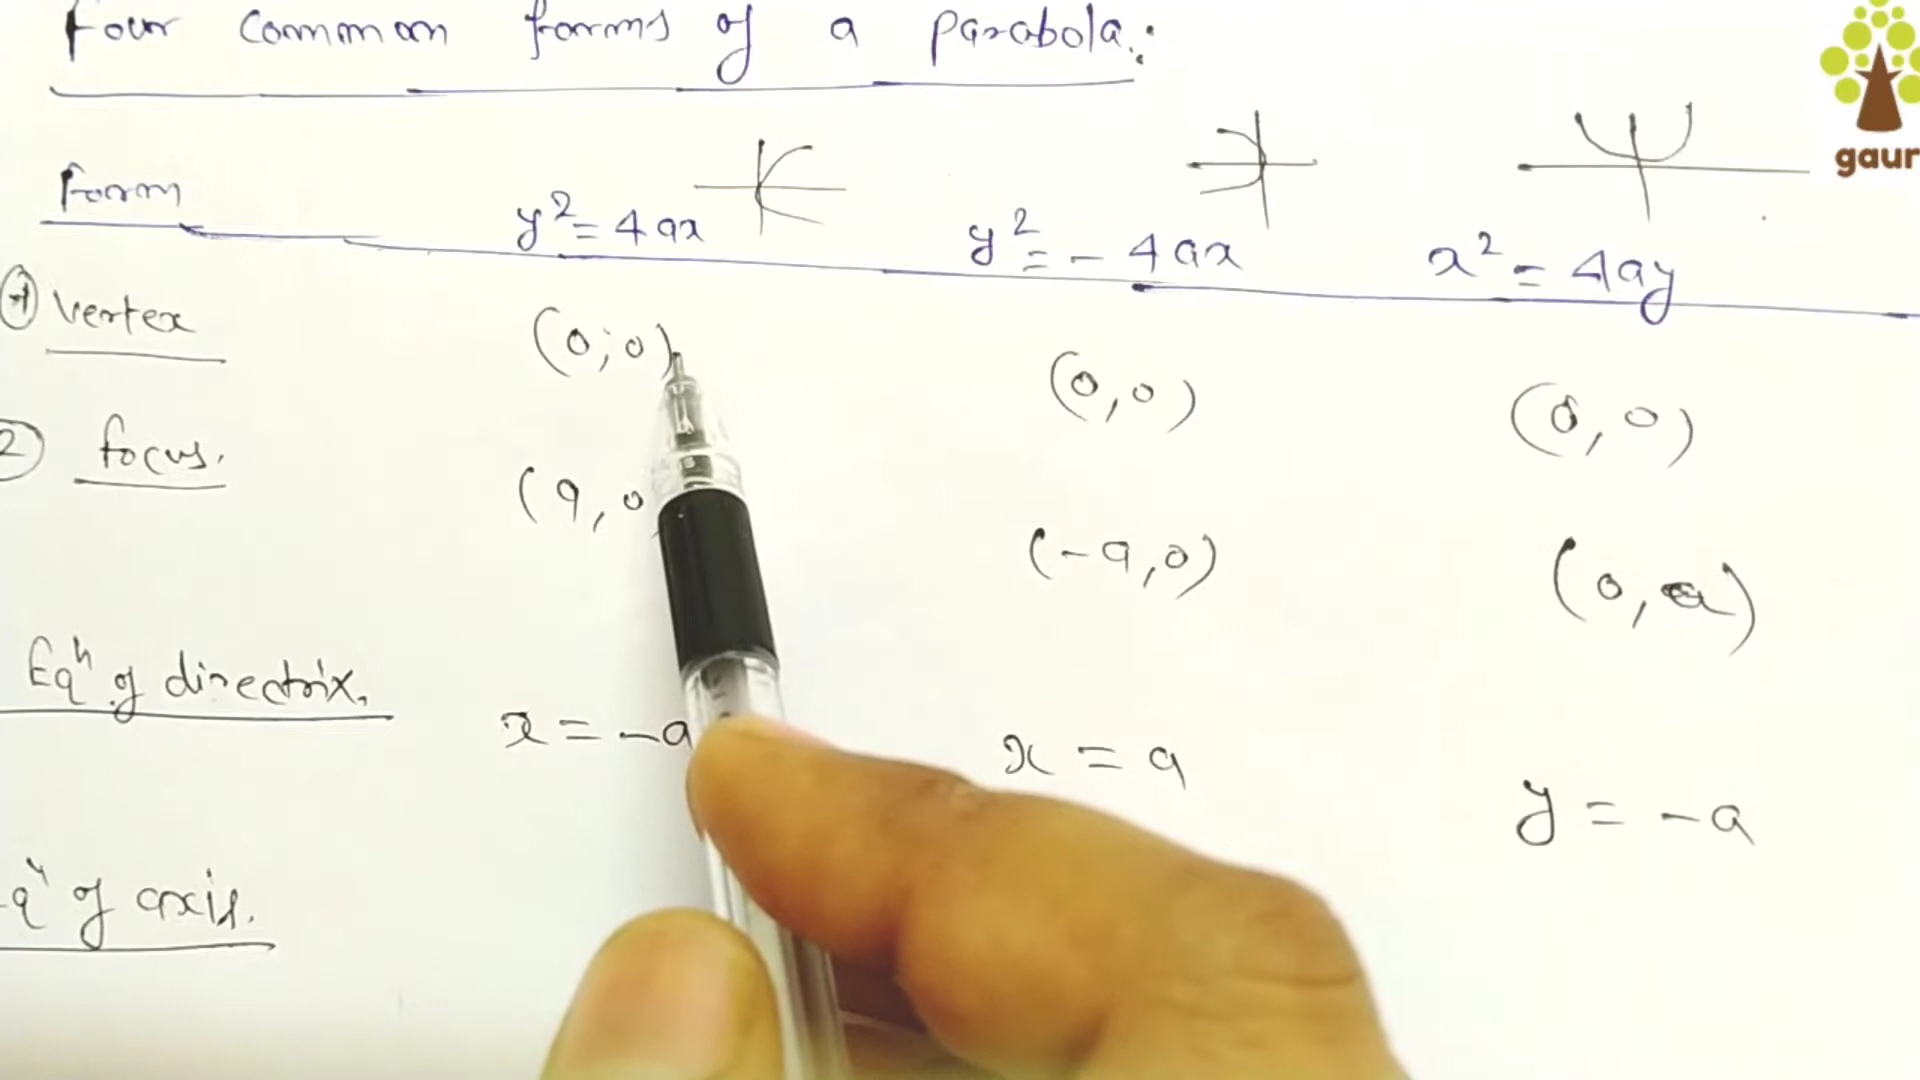 Four common forms of a parabola:
gaur
Form y² = 4ax y² = - 4ax x² = 4ay
① Vertex (0,0) (0,0) (0,0)
2 focus. (a,0 (-a,0) (0,a)
Eqⁿ of directrix. x = -a x = a y = -a
qⁿ of axis.